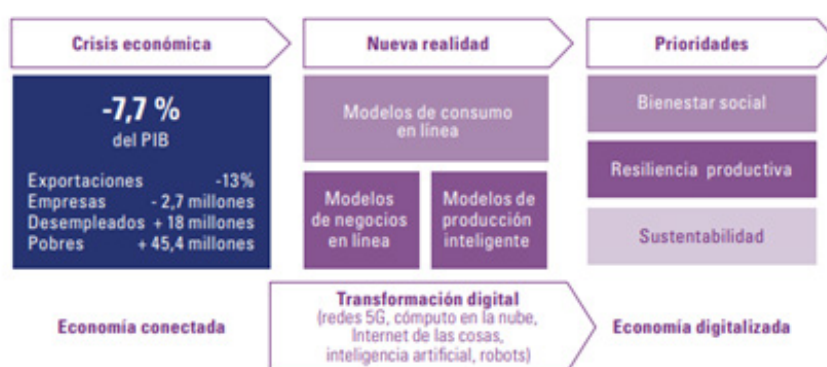 Crisis económica
Nueva realidad
Prioridades
-7,7 %
del PIB
Exportaciones -13%
Empresas - 2,7 millones
Desempleados + 18 millones
Pobres + 45,4 millones
Modelos de consumo
en línea
Modelos
de negocios
en línea
Modelos de
producción
inteligente
Bienestar social
Resiliencia productiva
Sustentabilidad
Economía conectada
Transformación digital
(redes 5G, cómputo en la nube,
Internet de las cosas,
inteligencia artificial, robots)
Economía digitalizada